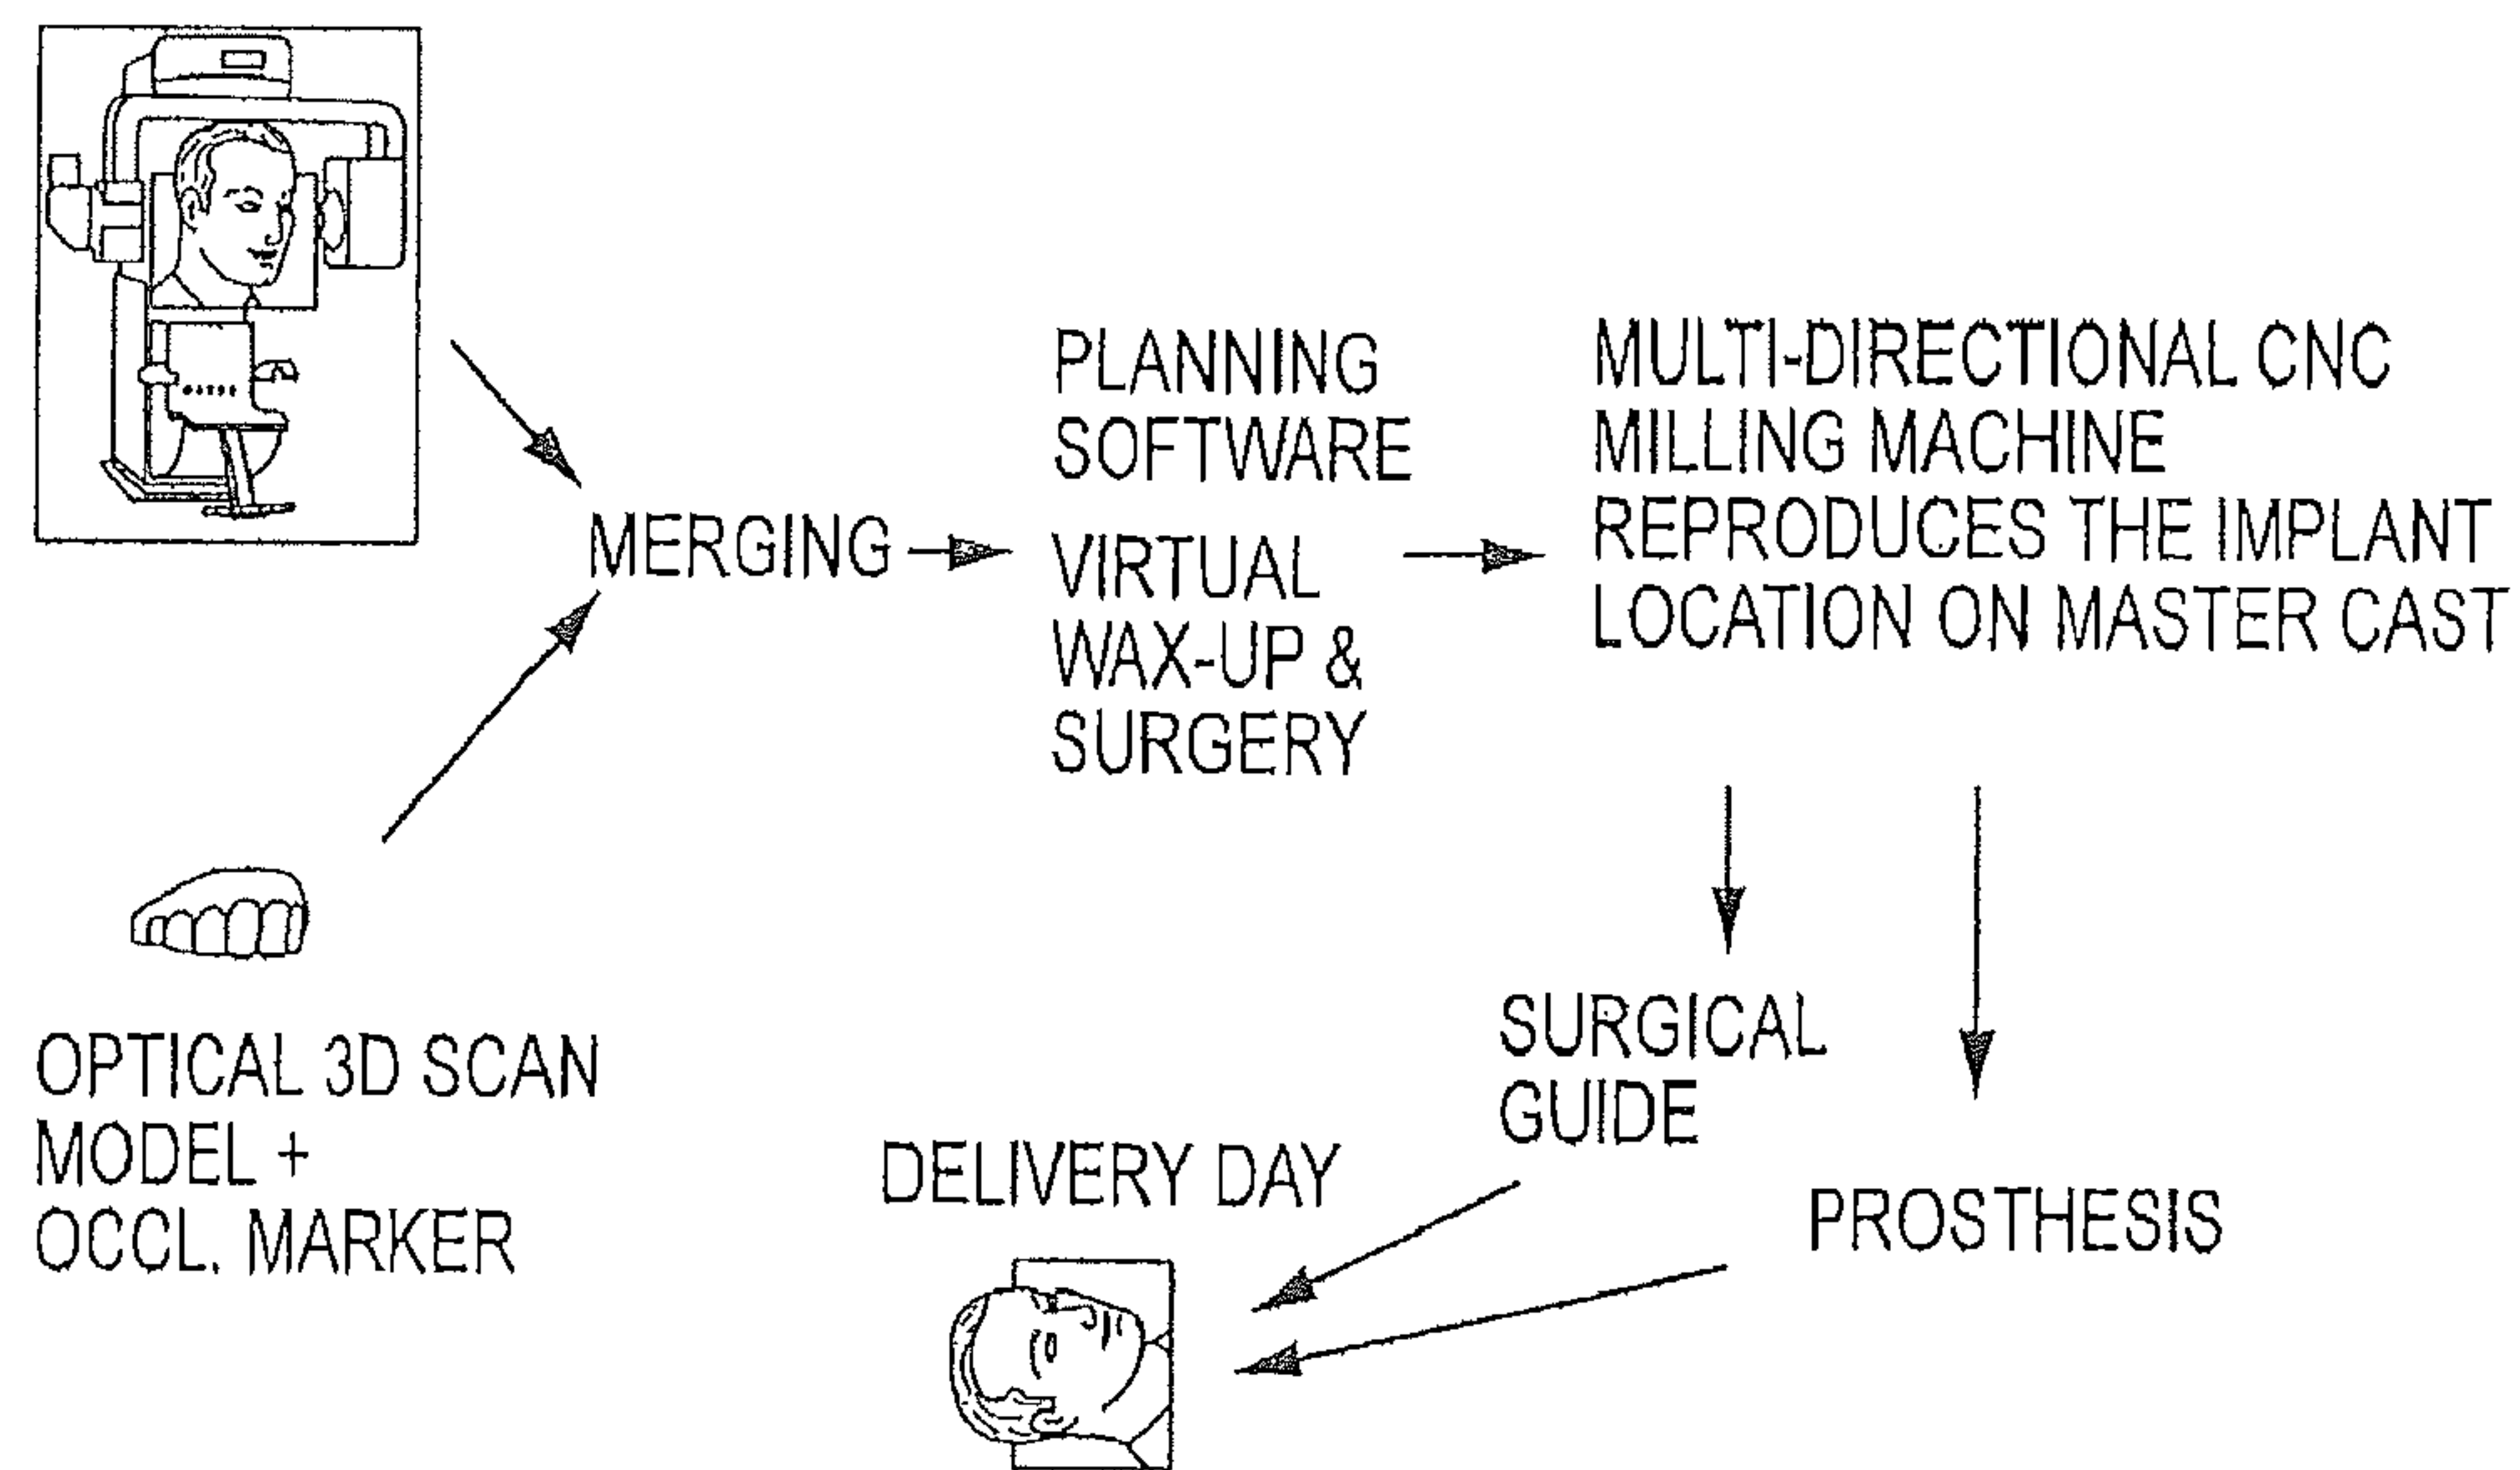 PLANNING
SOFTWARE
VIRTUAL
WAX-UP &
SURGERY
MULTI-DIRECTIONAL CNC
MILLING MACHINE
REPRODUCES THE IMPLANT
LOCATION ON MASTER CAST
MERGING
OPTICAL 3D SCAN
MODEL +
OCCL. MARKER
SURGICAL
GUIDE
PROSTHESIS
DELIVERY DAY